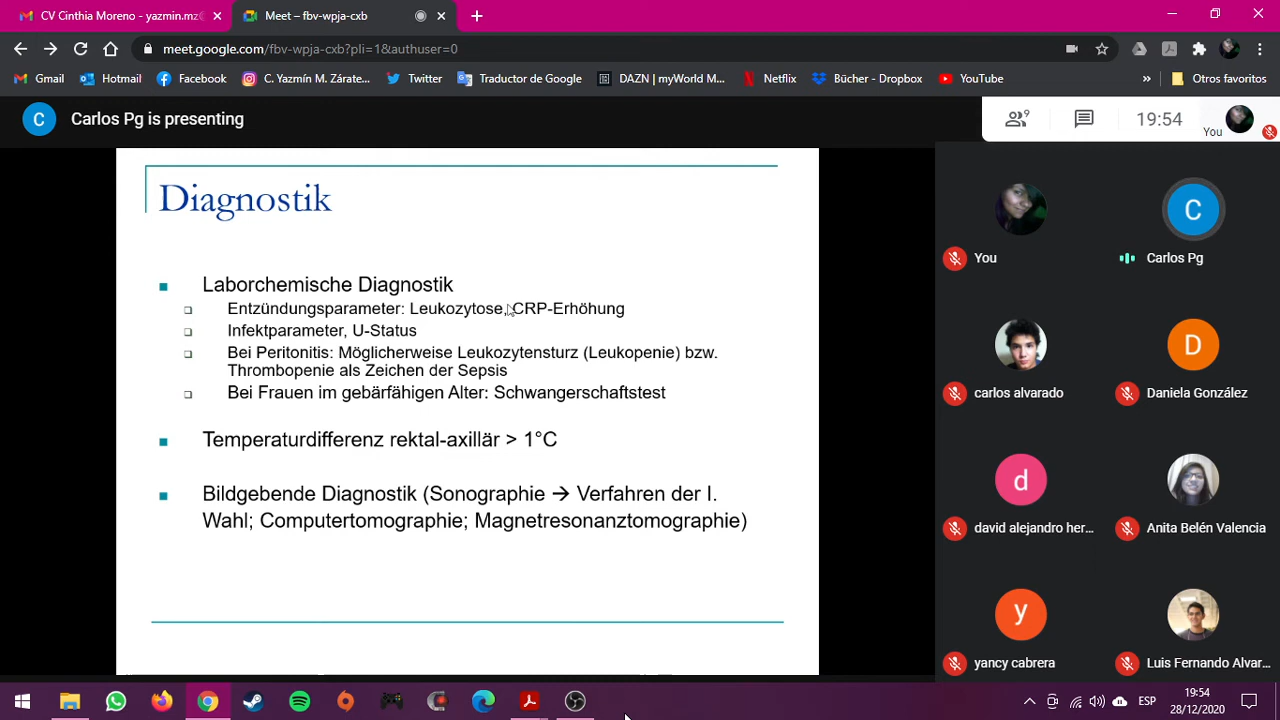 CV Cinthia Moreno - yazmin.mz
Meet – fbv-wpja-cxb
meet.google.com/fbv-wpja-cxb?pli=1&authuser=0
Gmail Hotmail Facebook C. Yazmín M. Zárate... Twitter Traductor de Google DAZN | myWorld M... Netflix Bücher - Dropbox YouTube » Otros favoritos
C Carlos Pg is presenting
9 19:54 You
Diagnostik
Laborchemische Diagnostik
Entzündungsparameter: Leukozytose, CRP-Erhöhung
Infektparameter, U-Status
Bei Peritonitis: Möglicherweise Leukozytensturz (Leukopenie) bzw.
Thrombopenie als Zeichen der Sepsis
Bei Frauen im gebärfähigen Alter: Schwangerschaftstest
Temperaturdifferenz rektal-axillär > 1°C
Bildgebende Diagnostik (Sonographie → Verfahren der I.
Wahl; Computertomographie; Magnetresonanztomographie)
C
You Carlos Pg
D
carlos alvarado Daniela González
d
david alejandro her... Anita Belén Valencia
y
yancy cabrera Luis Fernando Alvar...
ESP
19:54
28/12/2020